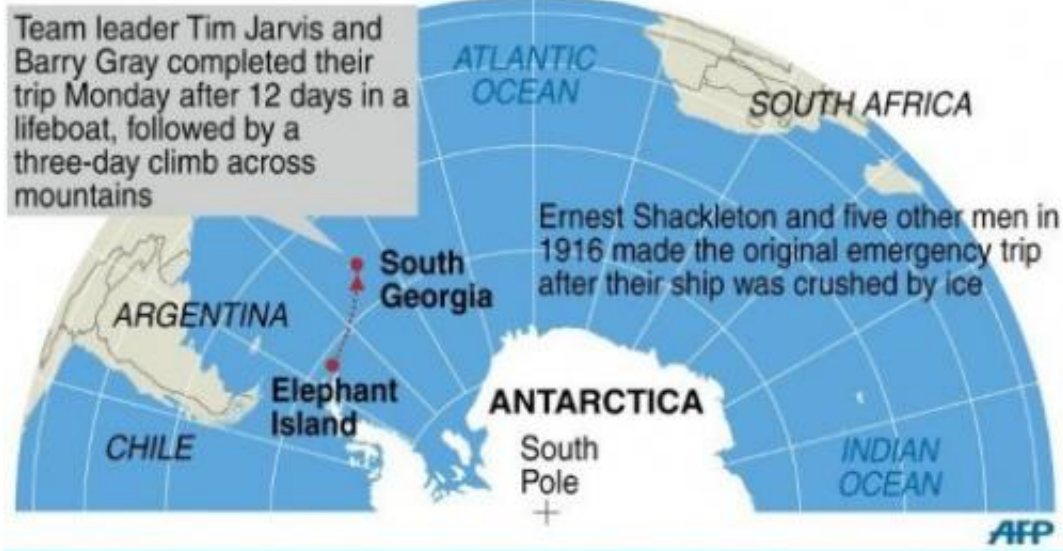 Team leader Tim Jarvis and
Barry Gray completed their
trip Monday after 12 days in a
lifeboat, followed by a
three-day climb across
mountains
ATLANTIC
OCEAN
SOUTH AFRICA
Ernest Shackleton and five other men in
1916 made the original emergency trip
after their ship was crushed by ice
South
Georgia
ARGENTINA
Elephant
Island
ANTARCTICA
CHILE
South
Pole
INDIAN
OCEAN
AFP